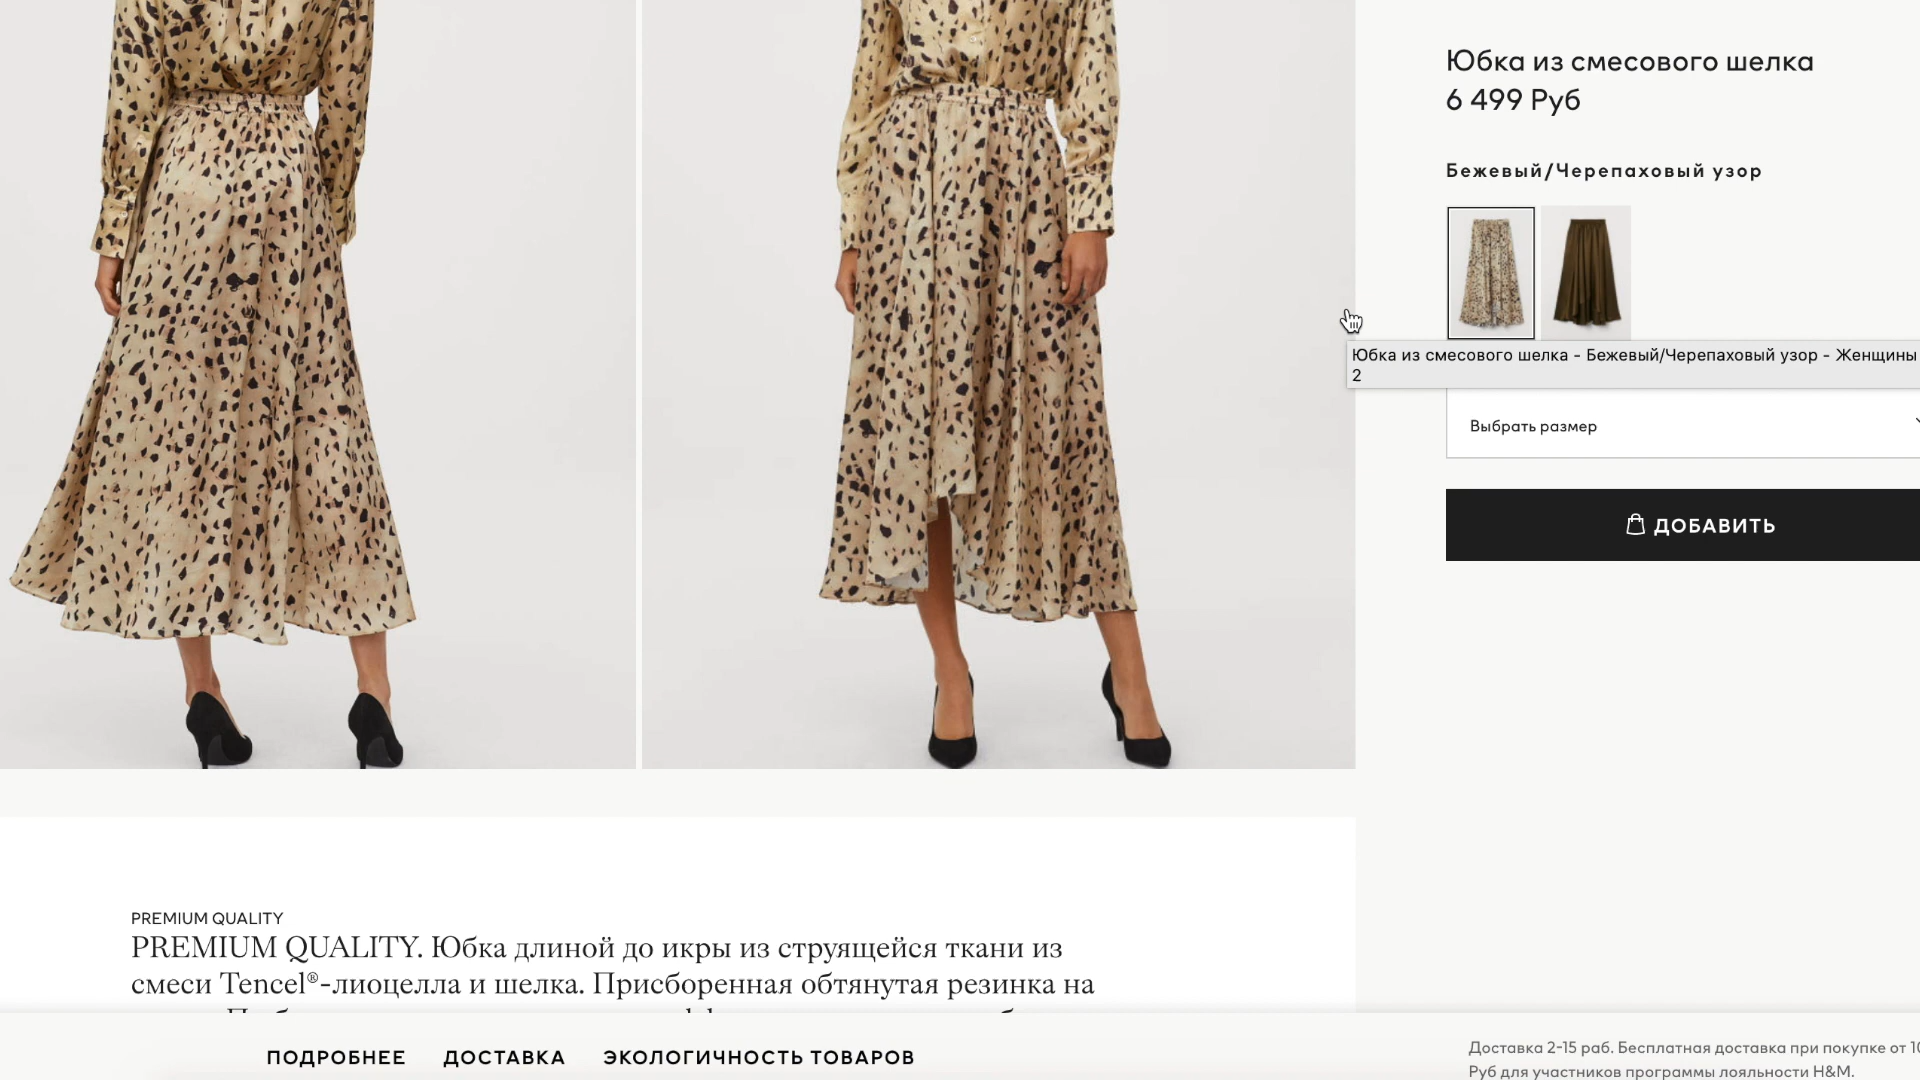 Юбка из смесового шелка
6 499 Руб
Бежевый/Черепаховый узор
Юбка из смесового шелка - Бежевый/Черепаховый узор - Женщины
2
Выбрать размер
ДОБАВИТЬ
PREMIUM QUALITY
PREMIUM QUALITY. Юбка длиной до икры из струящейся ткани из
смеси Tencel®-лиоцелла и шелка. Присборенная обтянутая резинка на
ПОДРОБНЕЕ ДОСТАВКА ЭКОЛОГИЧНОСТЬ ТОВАРОВ
Доставка 2-15 раб. Бесплатная доставка при покупке от
Руб для участников программы лояльности H&M.